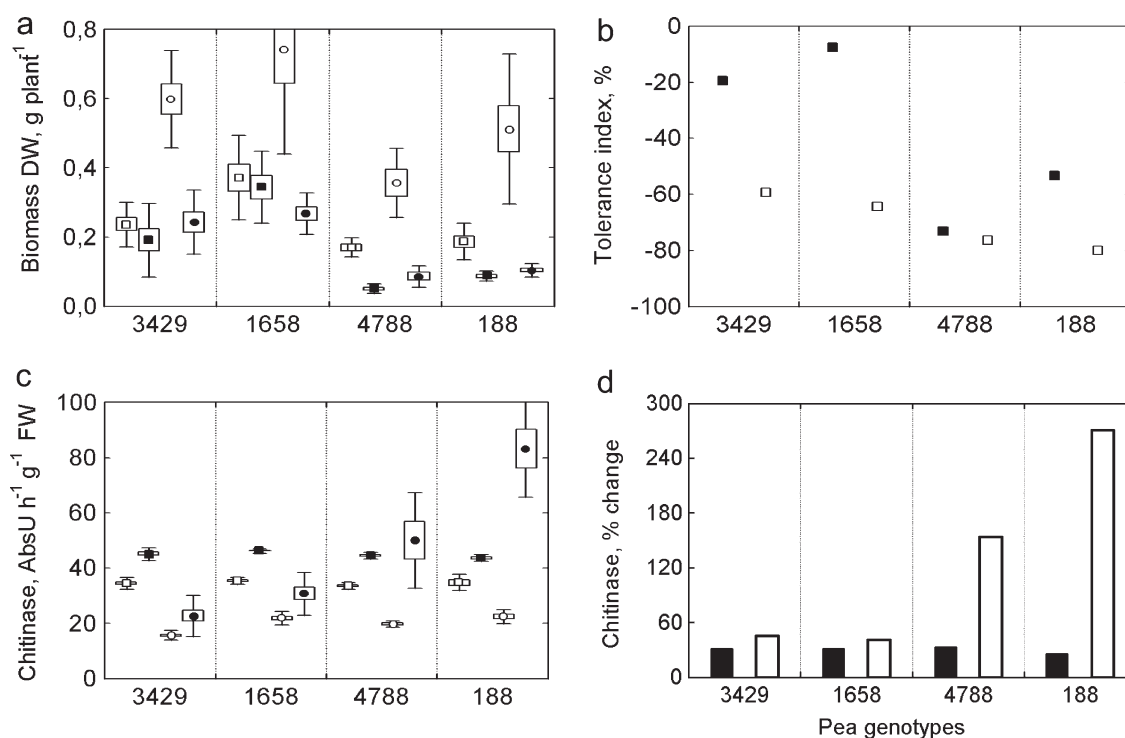 a
Biomass DW, g plant⁻¹
0,8
0,6
0,4
0,2
0,0
3429 1658 4788 188
b
Tolerance index, %
0
-20
-40
-60
-80
-100
3429 1658 4788 188
c
Chitinase, AbsU h⁻¹ g⁻¹ FW
100
80
60
40
20
0
3429 1658 4788 188
d
Chitinase, % change
300
240
180
120
60
0
3429 1658 4788 188
Pea genotypes